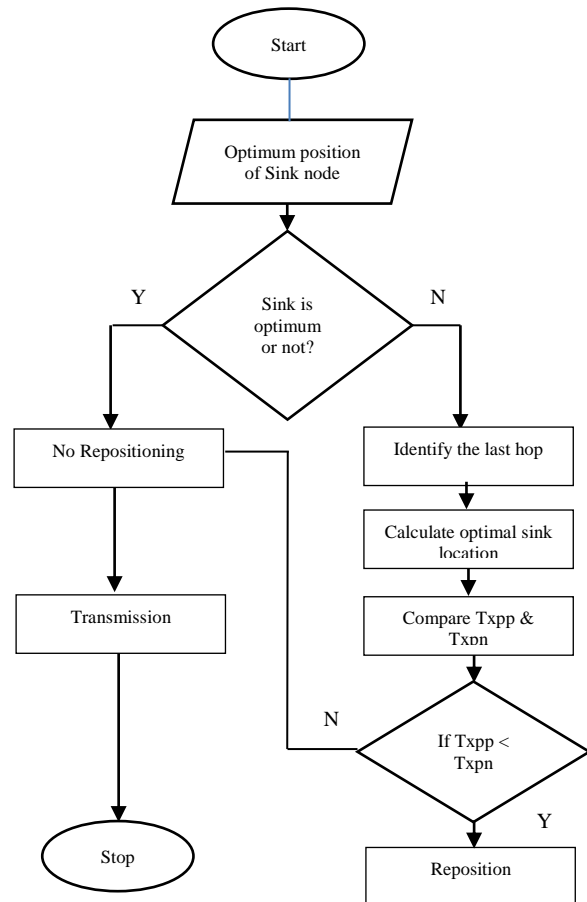 Start
Optimum position
of Sink node
Y
N
Sink is
optimum
or not?
No Repositioning
Identify the last hop
Calculate optimal sink
location
Transmission
Compare Txpp &
Txpn
N
If Txpp <
Txpn
Y
Stop
Reposition